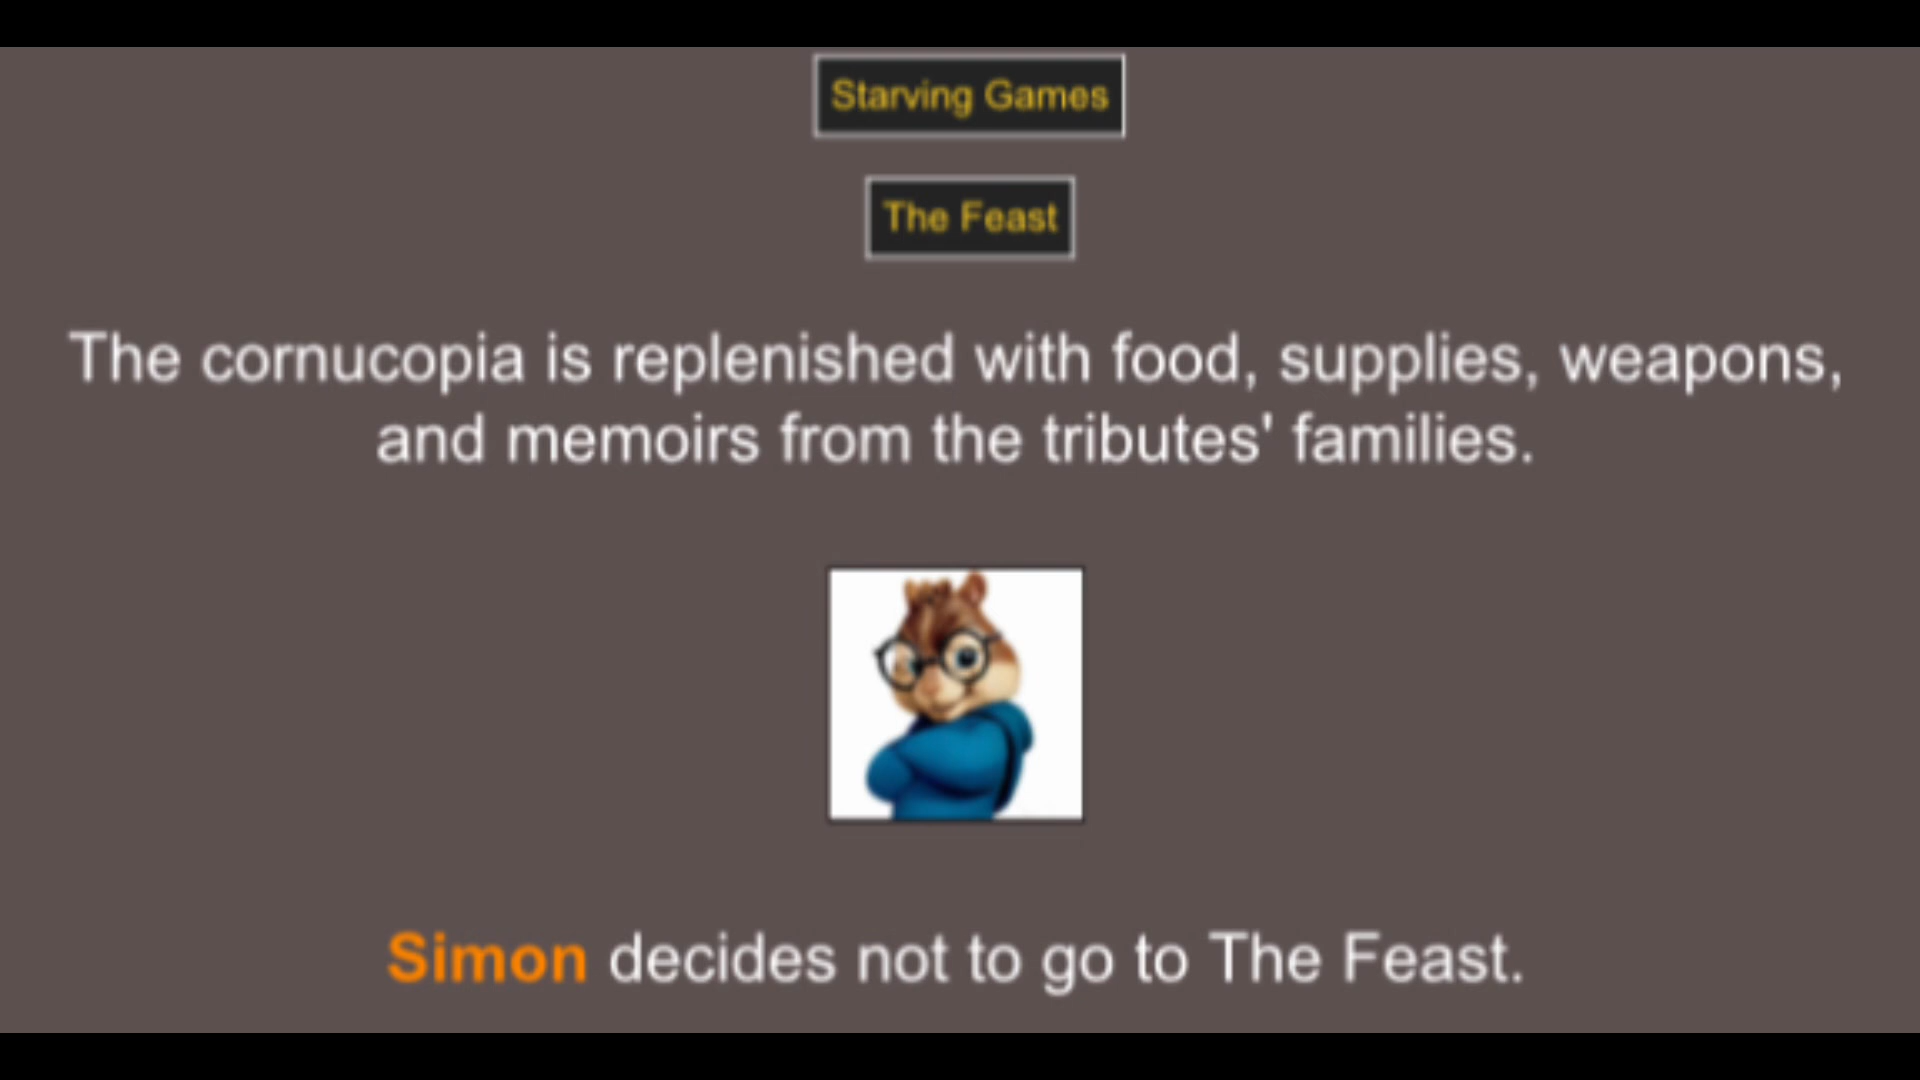 Starving Games
The Feast
The cornucopia is replenished with food, supplies, weapons,
and memoirs from the tributes' families.
Simon decides not to go to The Feast.